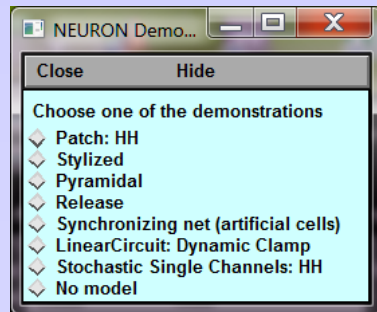 NEURON Demo...
Close Hide
Choose one of the demonstrations
Patch: HH
Stylized
Pyramidal
Release
Synchronizing net (artificial cells)
LinearCircuit: Dynamic Clamp
Stochastic Single Channels: HH
No model